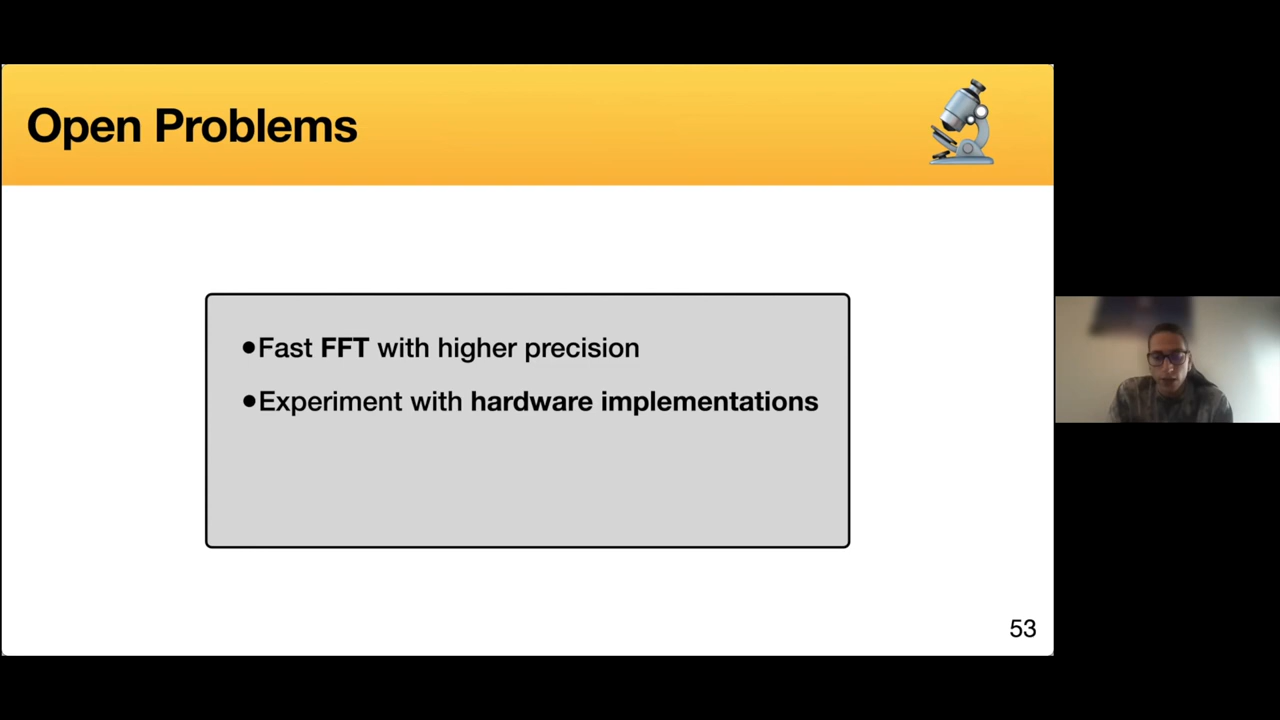 Open Problems
•Fast FFT with higher precision
•Experiment with hardware implementations
53